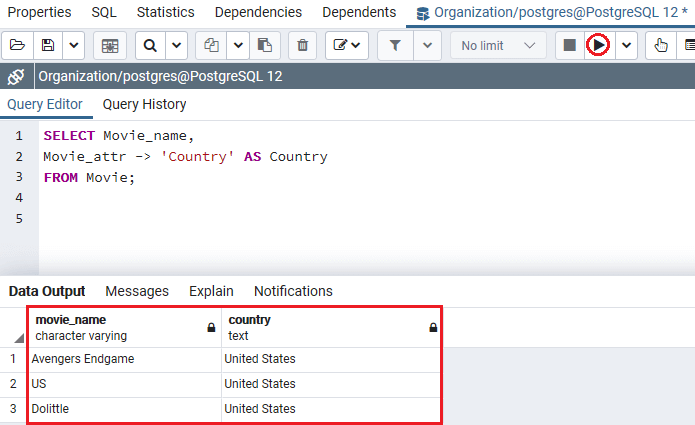 Properties SQL Statistics Dependencies Dependents Organization/postgres@PostgreSQL 12 *
No limit
Organization/postgres@PostgreSQL 12
Query Editor Query History
1 SELECT Movie_name,
2 Movie_attr -> 'Country' AS Country
3 FROM Movie;
4
5
Data Output Messages Explain Notifications
movie_name country
character varying text
1 Avengers Endgame United States
2 US United States
3 Dolittle United States